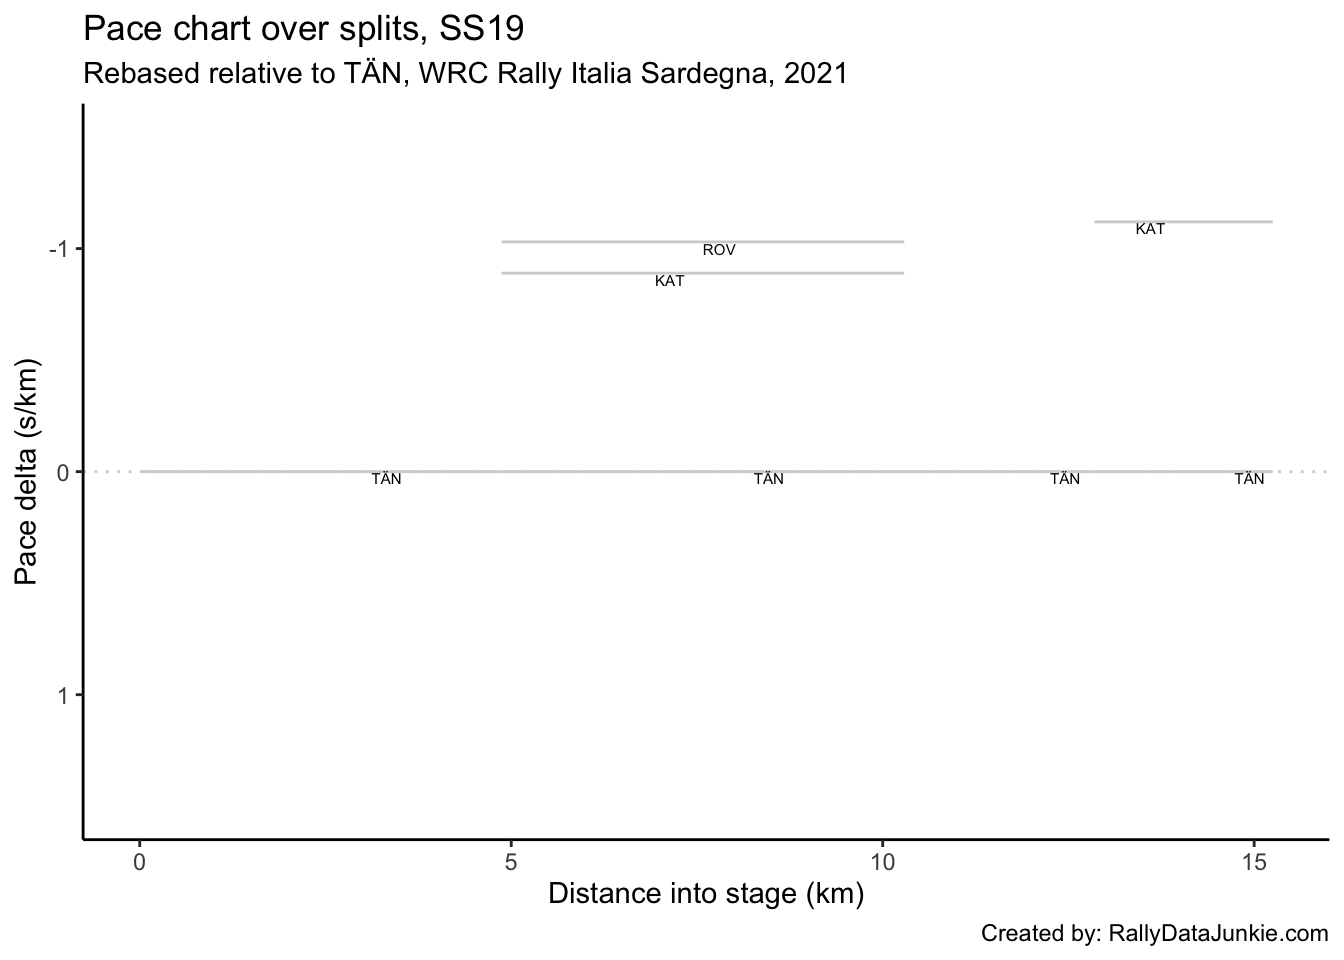 Pace chart over splits, SS19
Rebased relative to TÄN, WRC Rally Italia Sardegna, 2021
Pace delta (s/km)
-1
0
1
KAT
ROV
KAT
TÄN TÄN TÄN TÄN
0 5 10 15
Distance into stage (km)
Created by: RallyDataJunkie.com